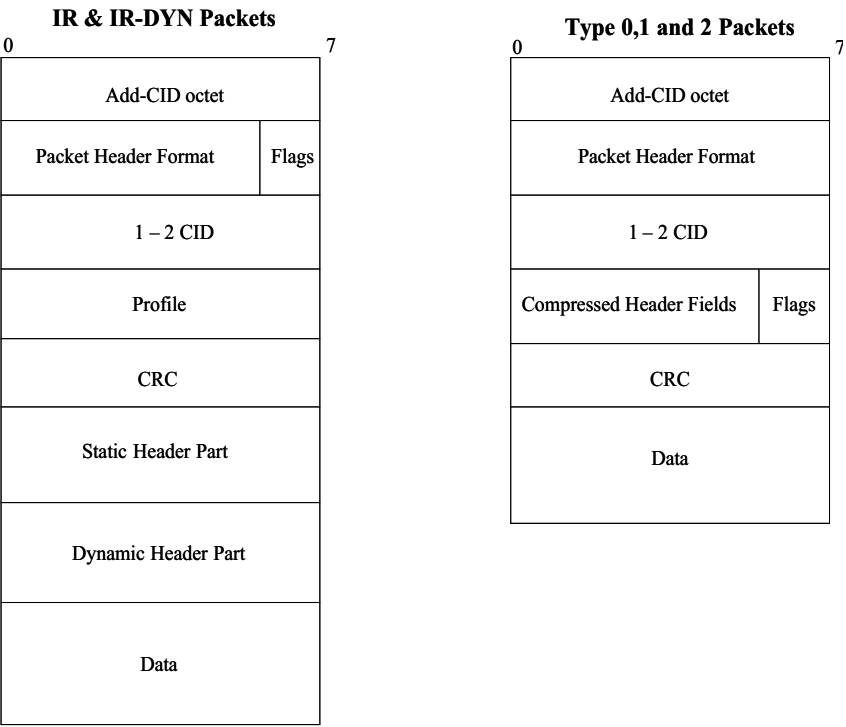 IR & IR-DYN Packets
0
7
Add-CID octet
Packet Header Format
Flags
1 – 2 CID
Profile
CRC
Static Header Part
Dynamic Header Part
Data
Type 0,1 and 2 Packets
0
7
Add-CID octet
Packet Header Format
1 – 2 CID
Compressed Header Fields
Flags
CRC
Data